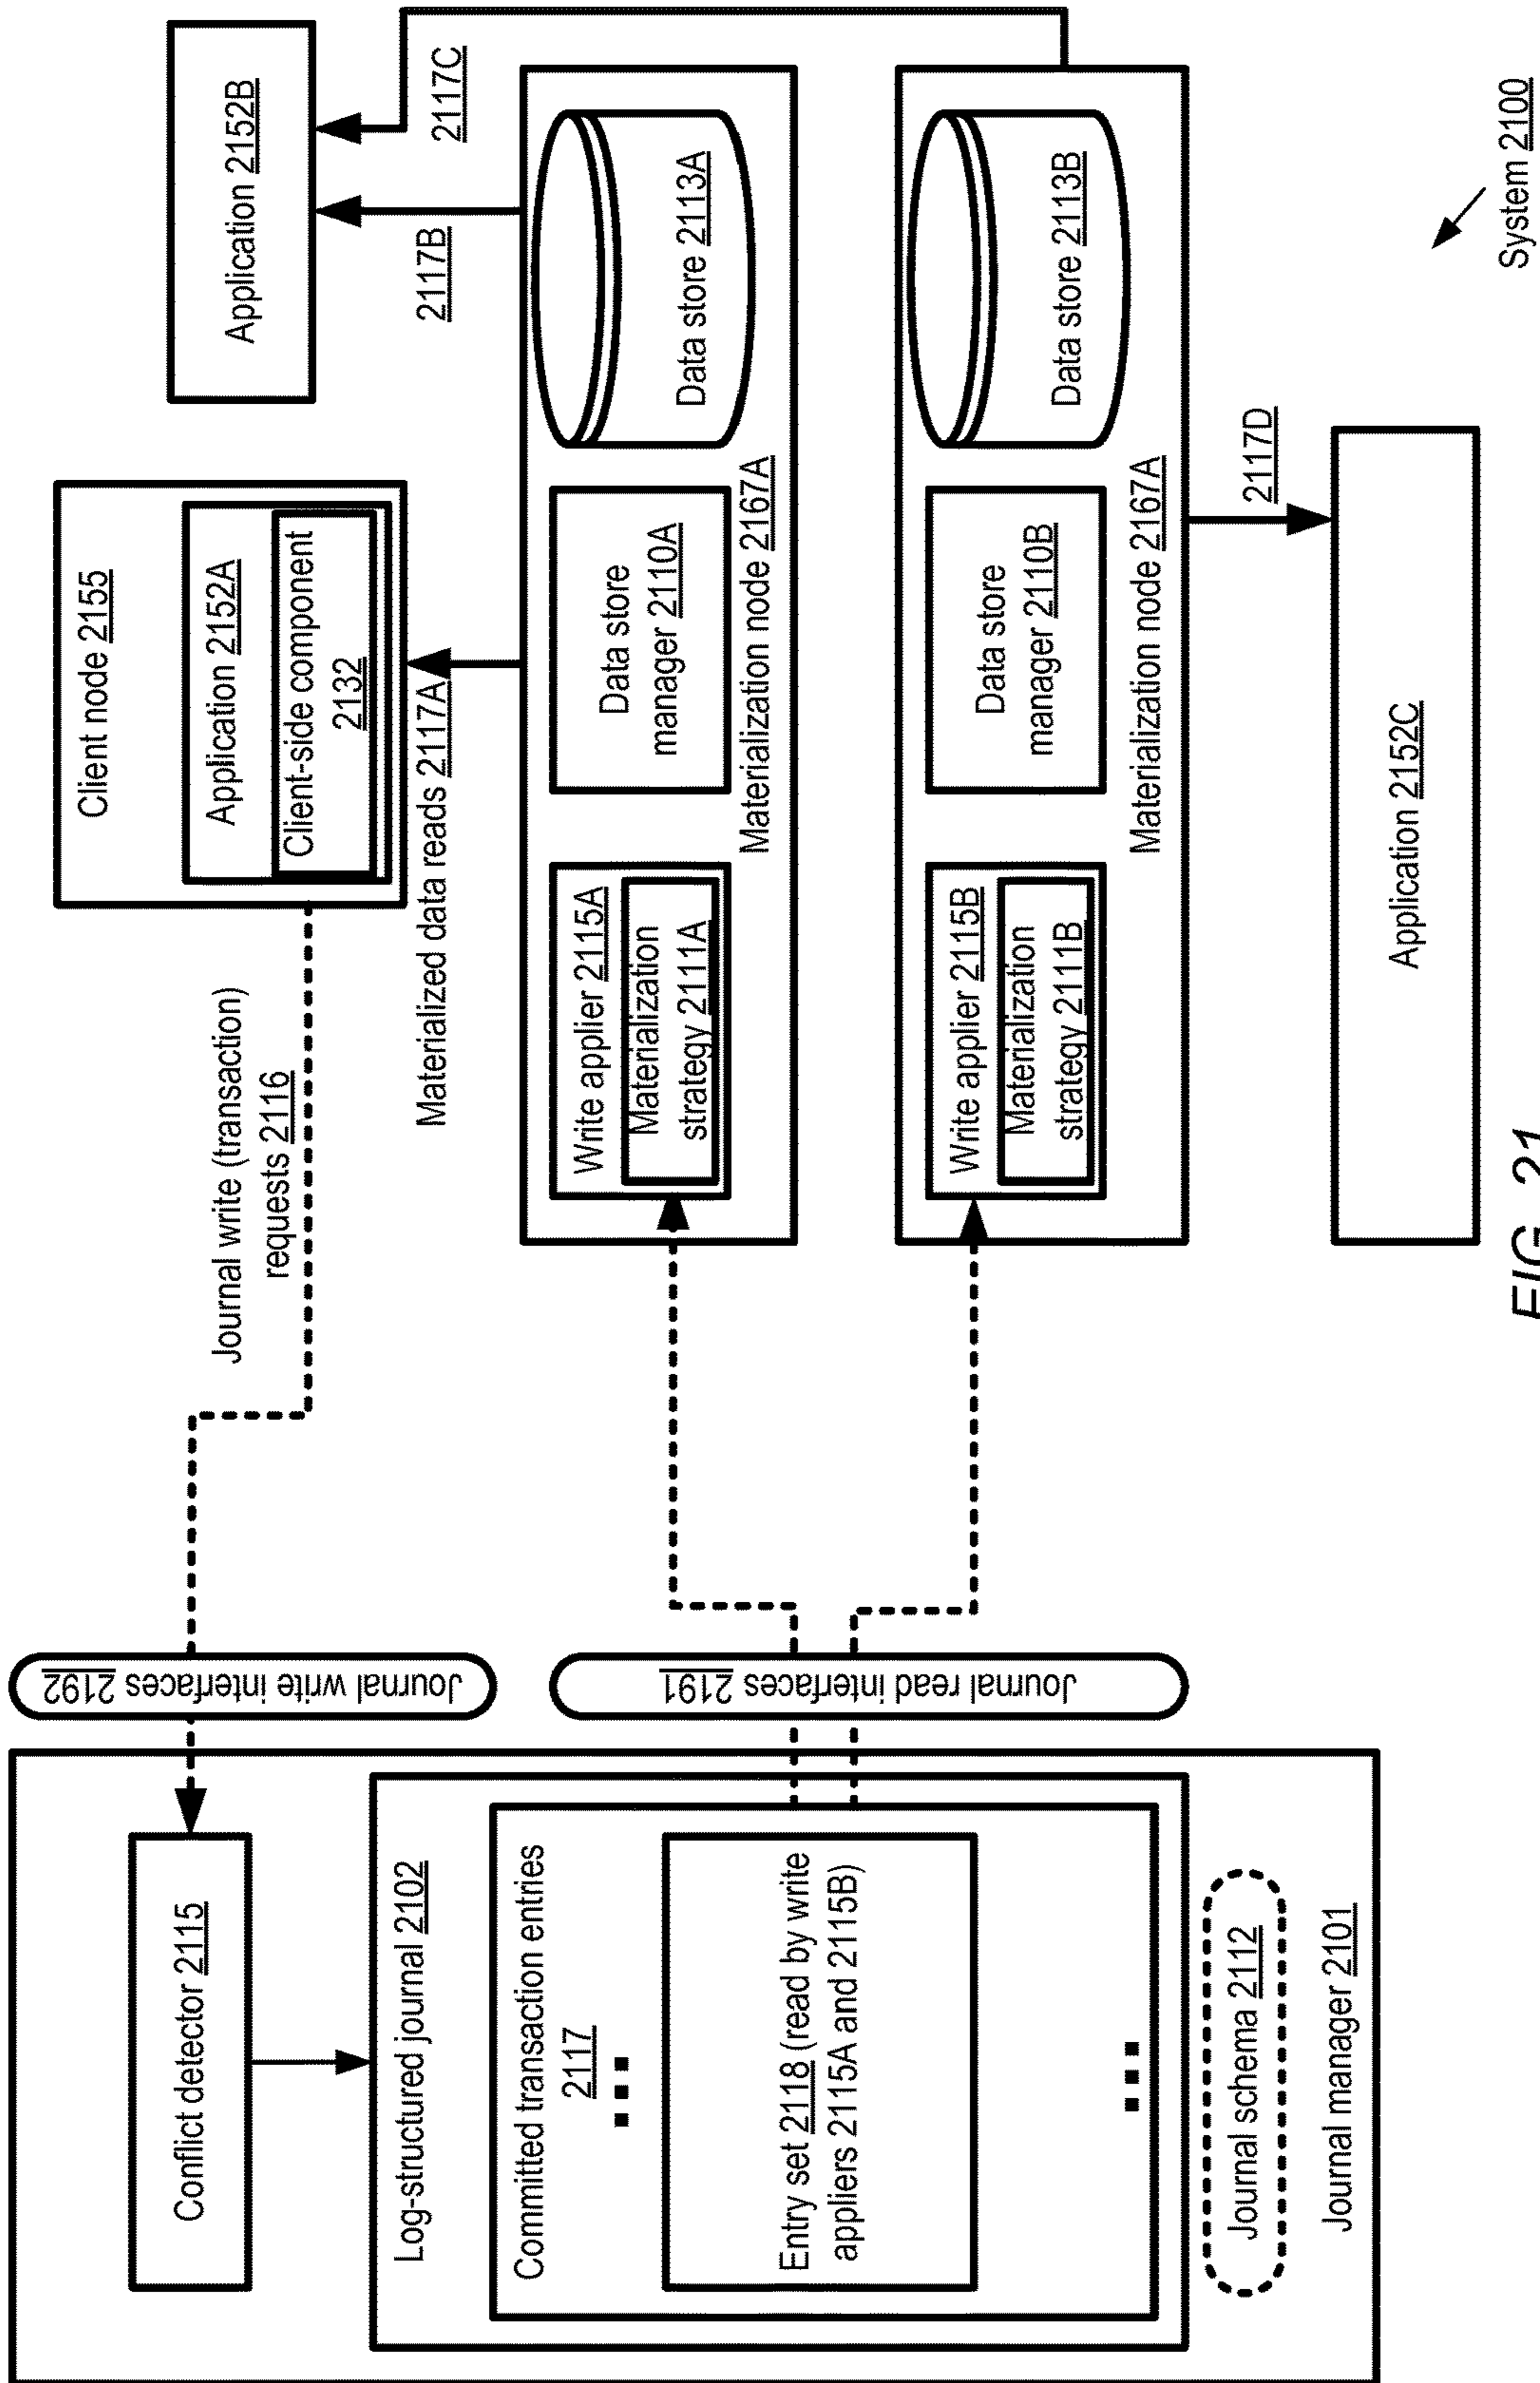 Conflict detector 2115
Log-structured journal 2102
Committed transaction entries
2117
Entry set 2118 (read by write
appliers 2115A and 2115B)
Journal schema 2112
Journal manager 2101
Journal write interfaces 2192
Journal read interfaces 2191
Journal write (transaction)
requests 2116
Client node 2155
Application 2152A
Client-side component
2132
Materialized data reads 2117A
Application 2152B
2117B
2117C
Write applier 2115A
Materialization
strategy 2111A
Data store
manager 2110A
Data store 2113A
Materialization node 2167A
Write applier 2115B
Materialization
strategy 2111B
Data store
manager 2110B
Data store 2113B
Materialization node 2167A
2117D
Application 2152C
System 2100
FIG. 21